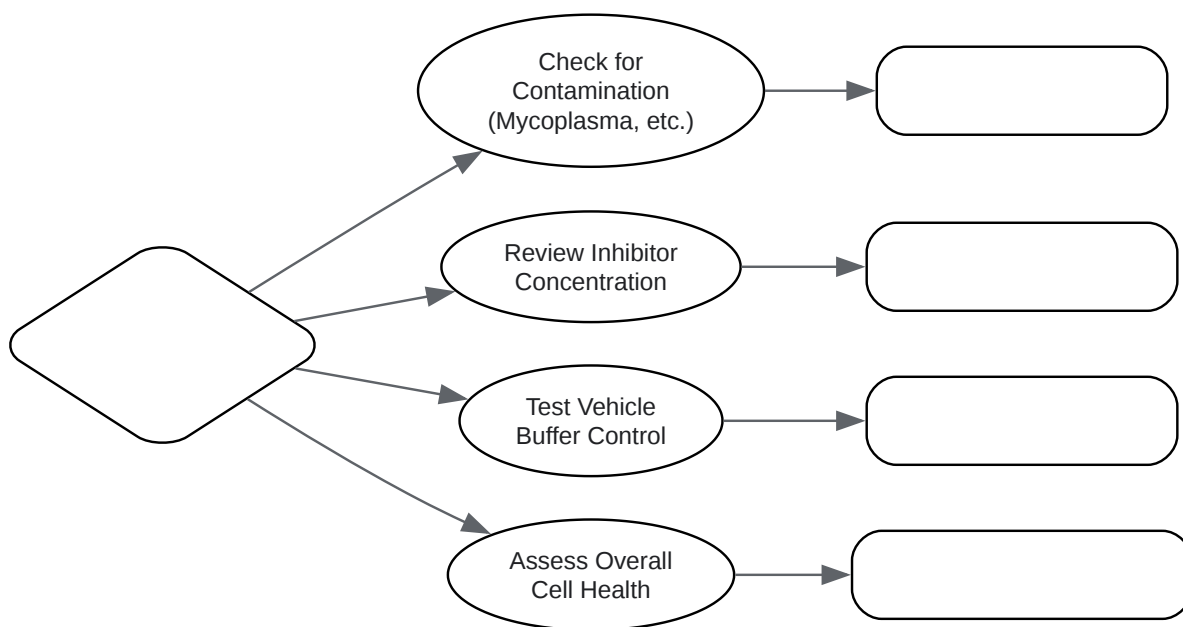 Check for
Contamination
(Mycoplasma, etc.)
Review Inhibitor
Concentration
Test Vehicle
Buffer Control
Assess Overall
Cell Health